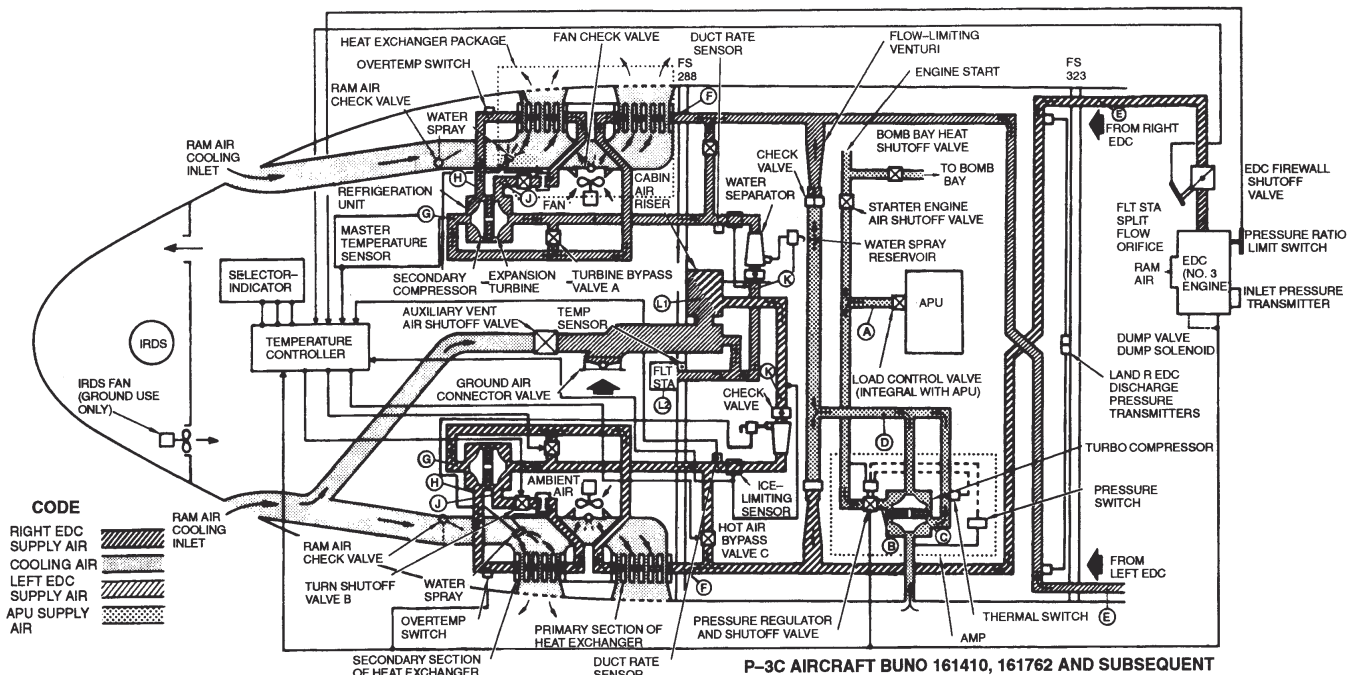 HEAT EXCHANGER PACKAGE
OVERTEMP SWITCH
RAM AIR
CHECK VALVE
WATER
SPRAY
RAM AIR
COOLING
INLET
FAN CHECK VALVE
DUCT RATE
SENSOR
FS
288
F
FLOW-LIMITING
VENTURI
ENGINE START
FS
323
E
FROM RIGHT
EDC
BOMB BAY HEAT
SHUTOFF VALVE
TO BOMB
BAY
CHECK
VALVE
WATER
SEPARATOR
STARTER ENGINE
AIR SHUTOFF VALVE
EDC FIREWALL
SHUTOFF
VALVE
FLT STA
SPLIT
FLOW
ORIFICE
PRESSURE RATIO
LIMIT SWITCH
EDC
(NO. 3
ENGINE)
RAM
AIR
INLET PRESSURE
TRANSMITTER
DUMP VALVE
DUMP SOLENOID
H
J
REFRIGERATION
UNIT
G
FAN
CABIN
AIR
RISER
MASTER
TEMPERATURE
SENSOR
WATER SPRAY
RESERVOIR
K
SECONDARY
COMPRESSOR
EXPANSION
TURBINE
TURBINE BYPASS
VALVE A
L1
APU
A
SELECTOR-
INDICATOR
AUXILIARY VENT
AIR SHUTOFF VALVE
TEMP
SENSOR
IRDS
TEMPERATURE
CONTROLLER
FLT
STA
L2
K
LOAD CONTROL VALVE
(INTEGRAL WITH APU)
L AND R EDC
DISCHARGE
PRESSURE
TRANSMITTERS
IRDS FAN
(GROUND USE
ONLY)
GROUND AIR
CONNECTOR VALVE
CHECK
VALVE
D
TURBO COMPRESSOR
G
H
J
AMBIENT
AIR
ICE-
LIMITING
SENSOR
PRESSURE
SWITCH
B
C
HOT AIR
BYPASS
VALVE C
CODE
RIGHT EDC
SUPPLY AIR
COOLING AIR
LEFT EDC
SUPPLY AIR
APU SUPPLY
AIR
RAM AIR
COOLING
INLET
RAM AIR
CHECK VALVE
TURN SHUTOFF
VALVE B
WATER
SPRAY
F
FROM
LEFT EDC
OVERTEMP
SWITCH
PRIMARY SECTION OF
HEAT EXCHANGER
PRESSURE REGULATOR
AND SHUTOFF VALVE
THERMAL SWITCH
E
AMP
SECONDARY SECTION
OF HEAT EXCHANGER
DUCT RATE
SENSOR
P-3C AIRCRAFT BUNO 161410, 161762 AND SUBSEQUENT